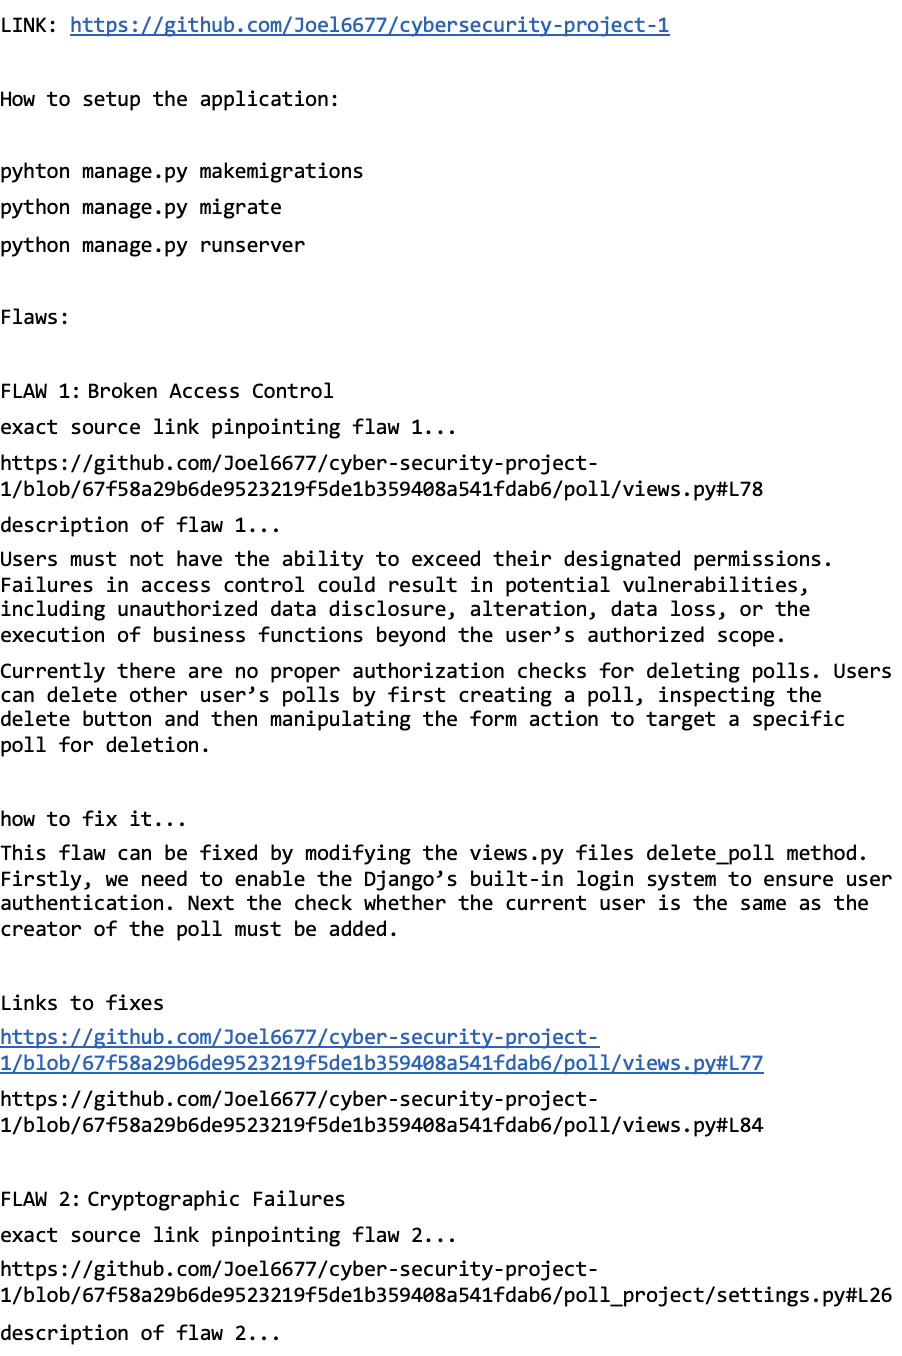 LINK: https://github.com/Joel6677/cybersecurity-project-1
How to setup the application:
pyhton manage.py makemigrations
python manage.py migrate
python manage.py runserver
Flaws:
FLAW 1: Broken Access Control
exact source link pinpointing flaw 1...
https://github.com/Joel6677/cyber-security-project-
1/blob/67f58a29b6de9523219f5de1b359408a541fdab6/poll/views.py#L78
description of flaw 1...
Users must not have the ability to exceed their designated permissions.
Failures in access control could result in potential vulnerabilities,
including unauthorized data disclosure, alteration, data loss, or the
execution of business functions beyond the user’s authorized scope.
Currently there are no proper authorization checks for deleting polls. Users
can delete other user’s polls by first creating a poll, inspecting the
delete button and then manipulating the form action to target a specific
poll for deletion.
how to fix it...
This flaw can be fixed by modifying the views.py files delete_poll method.
Firstly, we need to enable the Django’s built-in login system to ensure user
authentication. Next the check whether the current user is the same as the
creator of the poll must be added.
Links to fixes
https://github.com/Joel6677/cyber-security-project-
1/blob/67f58a29b6de9523219f5de1b359408a541fdab6/poll/views.py#L77
https://github.com/Joel6677/cyber-security-project-
1/blob/67f58a29b6de9523219f5de1b359408a541fdab6/poll/views.py#L84
FLAW 2: Cryptographic Failures
exact source link pinpointing flaw 2...
https://github.com/Joel6677/cyber-security-project-
1/blob/67f58a29b6de9523219f5de1b359408a541fdab6/poll_project/settings.py#L26
description of flaw 2...